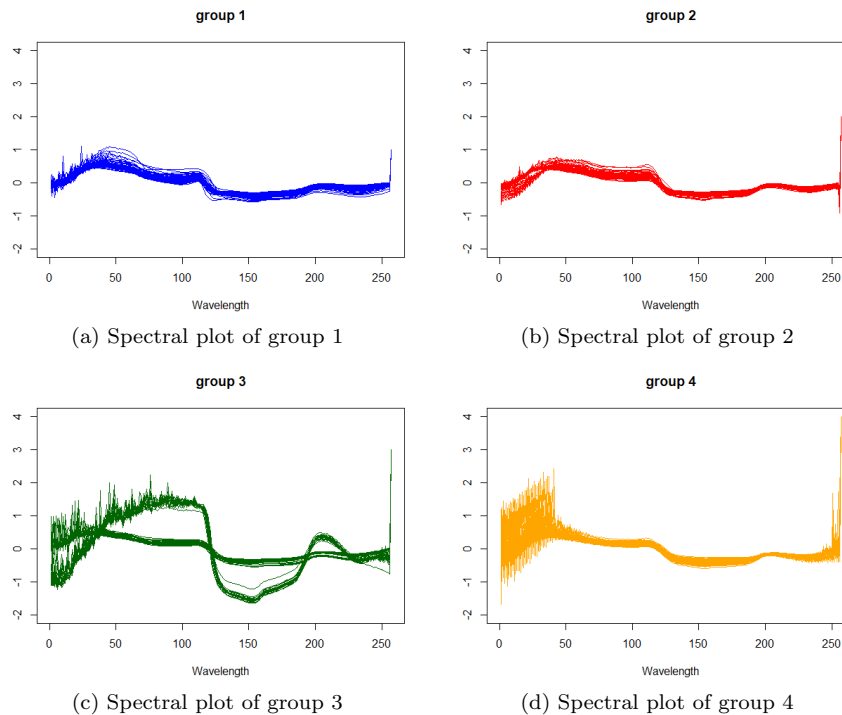 group 1
4
3
2
1
0
-1
-2
0 50 100 150 200 250
Wavelength
(a) Spectral plot of group 1
group 2
4
3
2
1
0
-1
-2
0 50 100 150 200 250
Wavelength
(b) Spectral plot of group 2
group 3
4
3
2
1
0
-1
-2
0 50 100 150 200 250
Wavelength
(c) Spectral plot of group 3
group 4
4
3
2
1
0
-1
-2
0 50 100 150 200 250
Wavelength
(d) Spectral plot of group 4